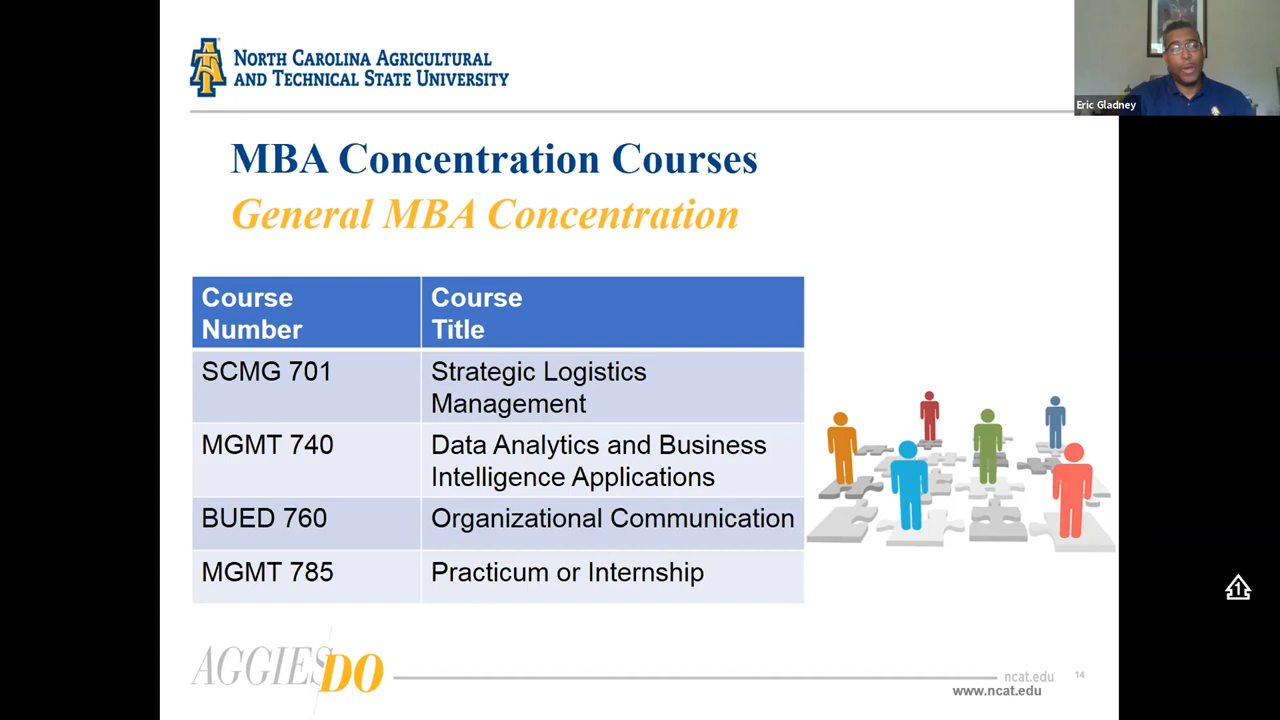 NORTH CAROLINA AGRICULTURAL
AND TECHNICAL STATE UNIVERSITY
Eric Gladney
MBA Concentration Courses
General MBA Concentration
Course
Number
Course
Title
SCMG 701
Strategic Logistics
Management
MGMT 740
Data Analytics and Business
Intelligence Applications
BUED 760
Organizational Communication
MGMT 785
Practicum or Internship
1
AGGIES DO
ncat.edu
14
www.ncat.edu